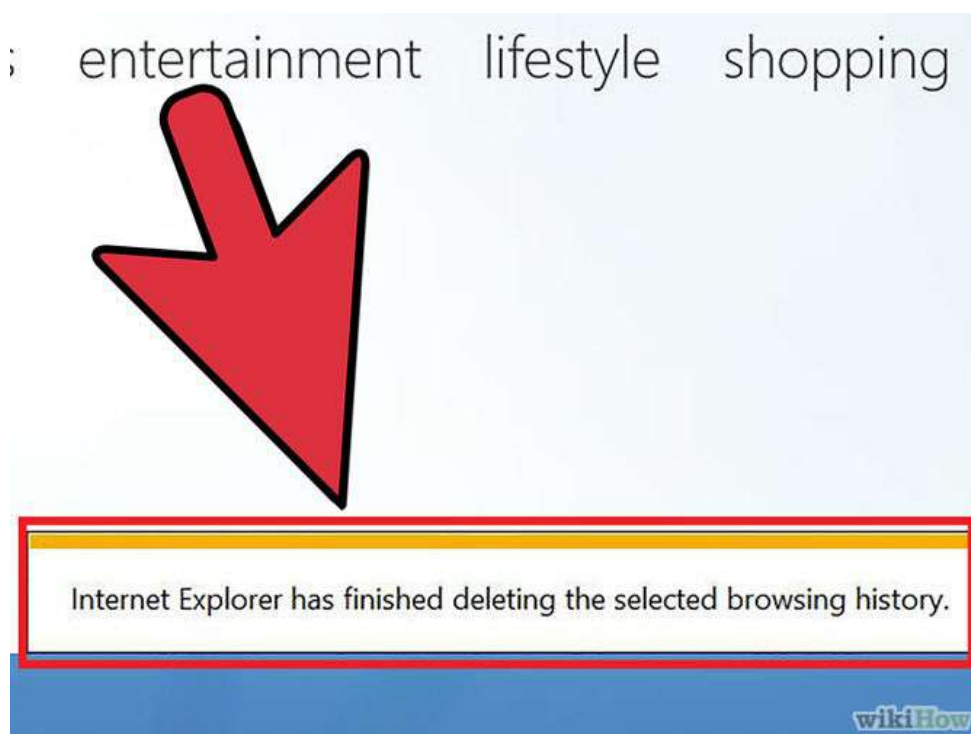 entertainment lifestyle shopping
Internet Explorer has finished deleting the selected browsing history.
wikiHow